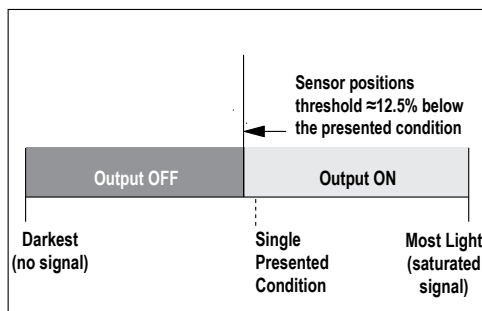 Sensor positions
threshold ≈12.5% below
the presented condition
Output OFF
Output ON
Darkest
(no signal)
Single
Presented
Condition
Most Light
(saturated
signal)